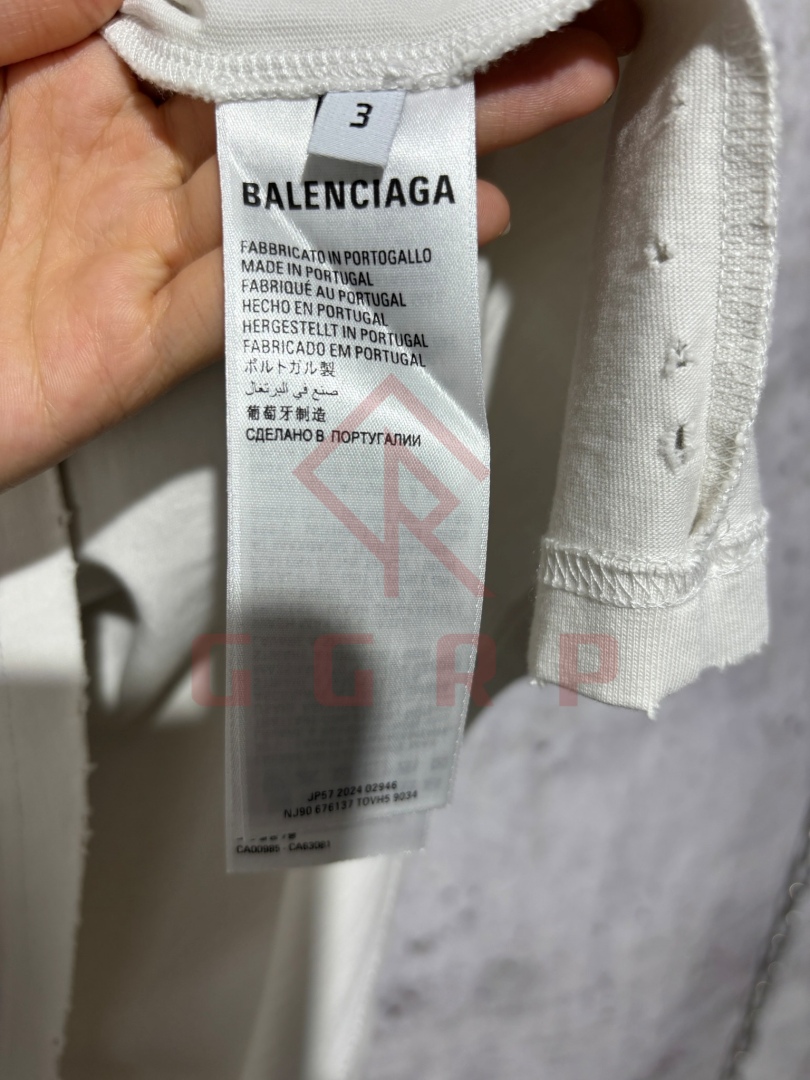 3
BALENCIAGA
FABBRICATO IN PORTOGALLO
MADE IN PORTUGAL
FABRIQUÉ AU PORTUGAL
HECHO EN PORTUGAL
HERGESTELLT IN PORTUGAL
FABRICADO EM PORTUGAL
ポルトガル製
صنع في البرتغال
葡萄牙制造
СДЕЛАНО В ПОРТУГАЛИИ
GGRP
JP57 2024 02946
NJ90 676137 TOVH5 9034
CA00985 - CA63081